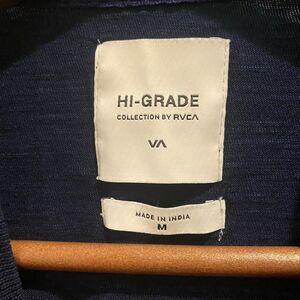 HI-GRADE
COLLECTION BY RVCA
VA
MADE IN INDIA
M